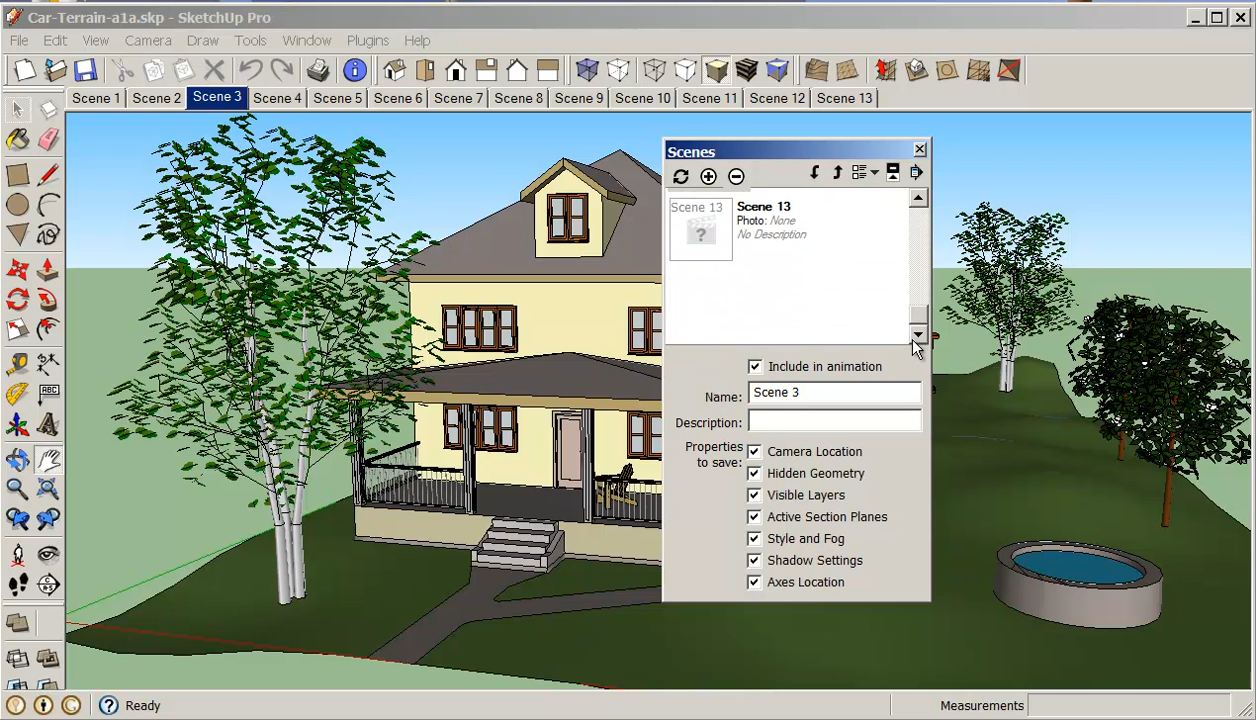 Car-Terrain-a1a.skp - SketchUp Pro
File Edit View Camera Draw Tools Window Plugins Help
Scene 1 Scene 2 Scene 3 Scene 4 Scene 5 Scene 6 Scene 7 Scene 8 Scene 9 Scene 10 Scene 11 Scene 12 Scene 13
Scenes
Scene 13
?
Scene 13
Photo: None
No Description
Include in animation
Name: Scene 3
Description:
Properties to save:
Camera Location
Hidden Geometry
Visible Layers
Active Section Planes
Style and Fog
Shadow Settings
Axes Location
ABC
Ready
Measurements